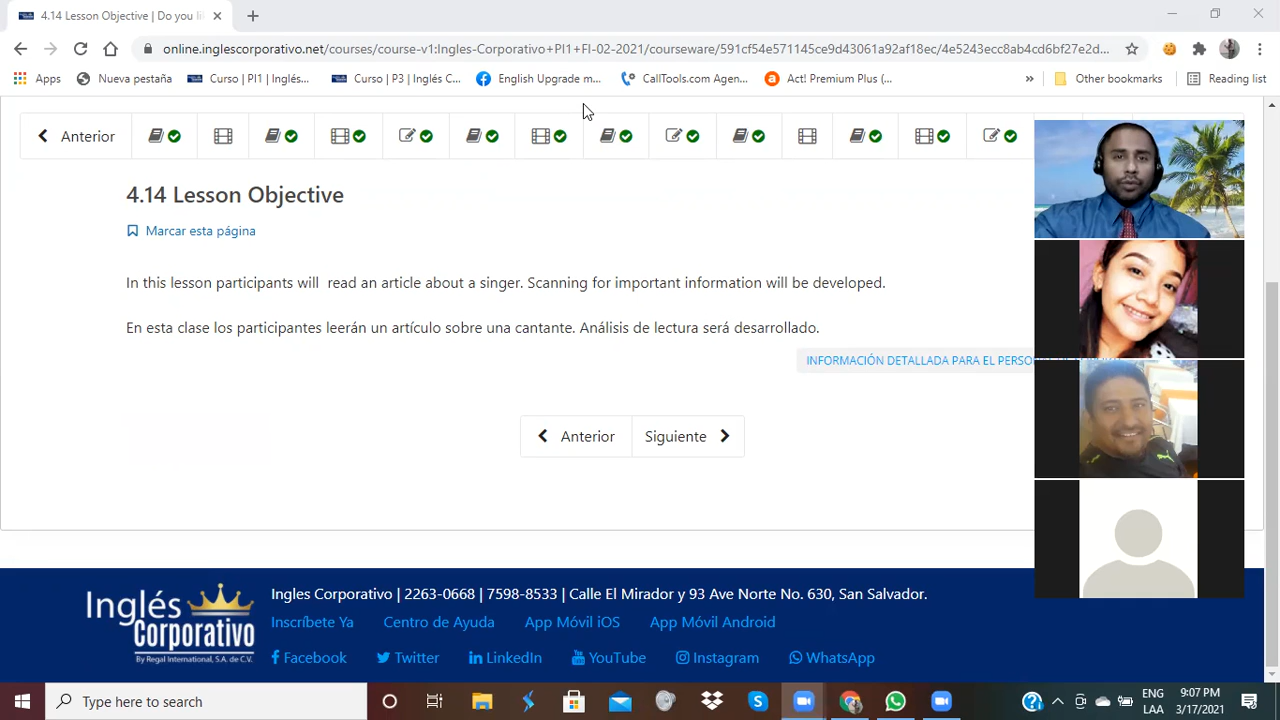 4.14 Lesson Objective | Do you li
online.inglescorporativo.net/courses/course-v1:Ingles-Corporativo+PI1+FI-02-2021/courseware/591cf54e571145ce9d43061a92af18ec/4e5243ecc8ab4cd6bf27e2d...
Apps Nueva pestaña Curso | PI1 | Inglés... Curso | P3 | Inglés C... English Upgrade m... CallTools.com Agen... Act! Premium Plus (... » Other bookmarks Reading list
Anterior
4.14 Lesson Objective
Marcar esta página
In this lesson participants will read an article about a singer. Scanning for important information will be developed.
En esta clase los participantes leerán un artículo sobre una cantante. Análisis de lectura será desarrollado.
INFORMACIÓN DETALLADA PARA EL PERSO
Anterior Siguiente
Inglés Corporativo
By Regal International, S.A. de C.V.
Ingles Corporativo | 2263-0668 | 7598-8533 | Calle El Mirador y 93 Ave Norte No. 630, San Salvador.
Inscríbete Ya Centro de Ayuda App Móvil iOS App Móvil Android
Facebook Twitter LinkedIn YouTube Instagram WhatsApp
Type here to search
ENG 9:07 PM
LAA 3/17/2021